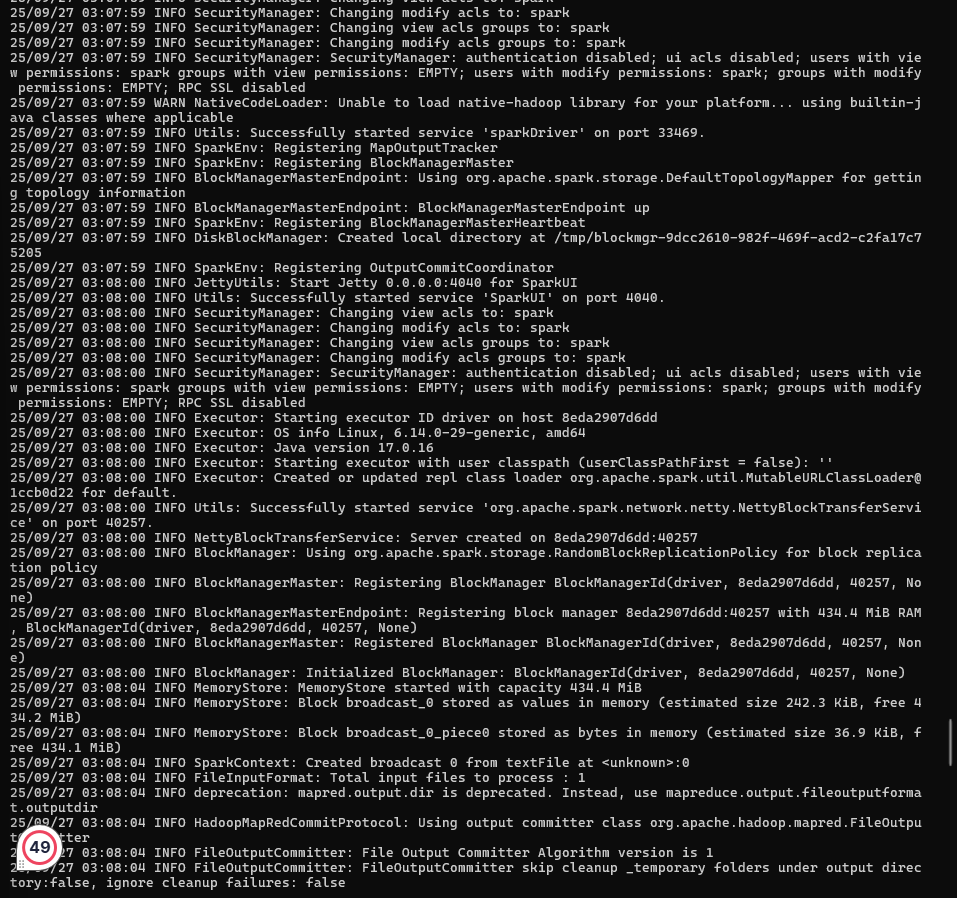 25/09/27 03:07:59 INFO SecurityManager: Changing view acls to: spark
25/09/27 03:07:59 INFO SecurityManager: Changing modify acls to: spark
25/09/27 03:07:59 INFO SecurityManager: Changing view acls groups to: spark
25/09/27 03:07:59 INFO SecurityManager: Changing modify acls groups to: spark
25/09/27 03:07:59 INFO SecurityManager: SecurityManager: authentication disabled; ui acls disabled; users with vie
w permissions: spark groups with view permissions: EMPTY; users with modify permissions: spark; groups with modify
 permissions: EMPTY; RPC SSL disabled
25/09/27 03:07:59 WARN NativeCodeLoader: Unable to load native-hadoop library for your platform... using builtin-j
ava classes where applicable
25/09/27 03:07:59 INFO Utils: Successfully started service 'sparkDriver' on port 33469.
25/09/27 03:07:59 INFO SparkEnv: Registering MapOutputTracker
25/09/27 03:07:59 INFO SparkEnv: Registering BlockManagerMaster
25/09/27 03:07:59 INFO BlockManagerMasterEndpoint: Using org.apache.spark.storage.DefaultTopologyMapper for gettin
g topology information
25/09/27 03:07:59 INFO BlockManagerMasterEndpoint: BlockManagerMasterEndpoint up
25/09/27 03:07:59 INFO SparkEnv: Registering BlockManagerMasterHeartbeat
25/09/27 03:07:59 INFO DiskBlockManager: Created local directory at /tmp/blockmgr-9dcc2610-982f-469f-acd2-c2fa17c7
5205
25/09/27 03:07:59 INFO SparkEnv: Registering OutputCommitCoordinator
25/09/27 03:08:00 INFO JettyUtils: Start Jetty 0.0.0.0:4040 for SparkUI
25/09/27 03:08:00 INFO Utils: Successfully started service 'SparkUI' on port 4040.
25/09/27 03:08:00 INFO SecurityManager: Changing view acls to: spark
25/09/27 03:08:00 INFO SecurityManager: Changing modify acls to: spark
25/09/27 03:08:00 INFO SecurityManager: Changing view acls groups to: spark
25/09/27 03:08:00 INFO SecurityManager: Changing modify acls groups to: spark
25/09/27 03:08:00 INFO SecurityManager: SecurityManager: authentication disabled; ui acls disabled; users with vie
w permissions: spark groups with view permissions: EMPTY; users with modify permissions: spark; groups with modify
 permissions: EMPTY; RPC SSL disabled
25/09/27 03:08:00 INFO Executor: Starting executor ID driver on host 8eda2907d6dd
25/09/27 03:08:00 INFO Executor: OS info Linux, 6.14.0-29-generic, amd64
25/09/27 03:08:00 INFO Executor: Java version 17.0.16
25/09/27 03:08:00 INFO Executor: Starting executor with user classpath (userClassPathFirst = false): ''
25/09/27 03:08:00 INFO Executor: Created or updated repl class loader org.apache.spark.util.MutableURLClassLoader@
1ccb0d22 for default.
25/09/27 03:08:00 INFO Utils: Successfully started service 'org.apache.spark.network.netty.NettyBlockTransferServi
ce' on port 40257.
25/09/27 03:08:00 INFO NettyBlockTransferService: Server created on 8eda2907d6dd:40257
25/09/27 03:08:00 INFO BlockManager: Using org.apache.spark.storage.RandomBlockReplicationPolicy for block replica
tion policy
25/09/27 03:08:00 INFO BlockManagerMaster: Registering BlockManager BlockManagerId(driver, 8eda2907d6dd, 40257, No
ne)
25/09/27 03:08:00 INFO BlockManagerMasterEndpoint: Registering block manager 8eda2907d6dd:40257 with 434.4 MiB RAM
, BlockManagerId(driver, 8eda2907d6dd, 40257, None)
25/09/27 03:08:00 INFO BlockManagerMaster: Registered BlockManager BlockManagerId(driver, 8eda2907d6dd, 40257, Non
e)
25/09/27 03:08:00 INFO BlockManager: Initialized BlockManager: BlockManagerId(driver, 8eda2907d6dd, 40257, None)
25/09/27 03:08:04 INFO MemoryStore: MemoryStore started with capacity 434.4 MiB
25/09/27 03:08:04 INFO MemoryStore: Block broadcast_0 stored as values in memory (estimated size 242.3 KiB, free 4
34.2 MiB)
25/09/27 03:08:04 INFO MemoryStore: Block broadcast_0_piece0 stored as bytes in memory (estimated size 36.9 KiB, f
ree 434.1 MiB)
25/09/27 03:08:04 INFO SparkContext: Created broadcast 0 from textFile at <unknown>:0
25/09/27 03:08:04 INFO FileInputFormat: Total input files to process : 1
25/09/27 03:08:04 INFO deprecation: mapred.output.dir is deprecated. Instead, use mapreduce.output.fileoutputforma
t.outputdir
25/09/27 03:08:04 INFO HadoopMapRedCommitProtocol: Using output committer class org.apache.hadoop.mapred.FileOutpu
49
03:08:04 INFO FileOutputCommitter: File Output Committer Algorithm version is 1
03:08:04 INFO FileOutputCommitter: FileOutputCommitter skip cleanup _temporary folders under output direc
tory:false, ignore cleanup failures: false